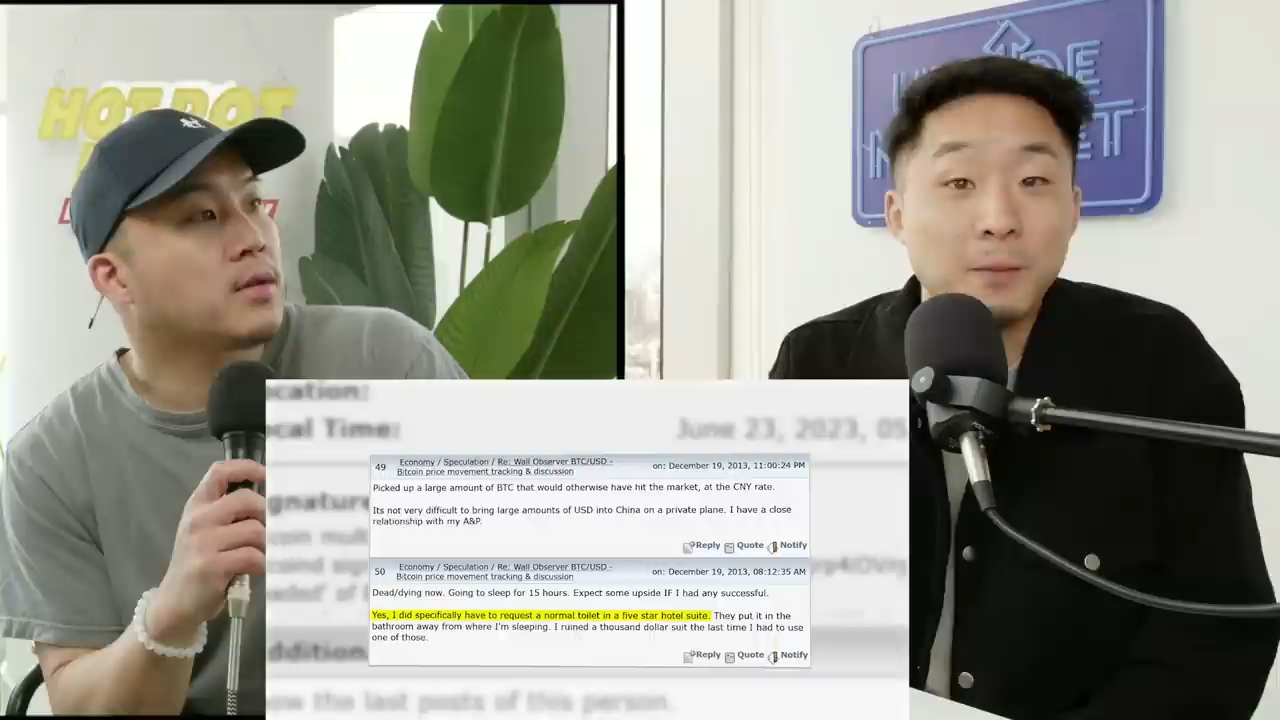 HOT POT
ocation:
ocal Time:
June 23, 2023, 05
49
Economy / Speculation / Re: Wall Observer BTC/USD -
Bitcoin price movement tracking & discussion
on: December 19, 2013, 11:00:24 PM
Picked up a large amount of BTC that would otherwise have hit the market, at the CNY rate.
Its not very difficult to bring large amounts of USD into China on a private plane. I have a close
relationship with my A&P.
Reply Quote Notify
50
Economy / Speculation / Re: Wall Observer BTC/USD -
Bitcoin price movement tracking & discussion
on: December 19, 2013, 08:12:35 AM
Dead/dying now. Going to sleep for 15 hours. Expect some upside IF I had any successful.
Yes, I did specifically have to request a normal toilet in a five star hotel suite. They put it in the
bathroom away from where I'm sleeping. I ruined a thousand dollar suit the last time I had to use
one of those.
Reply Quote Notify
ow the last posts of this person.